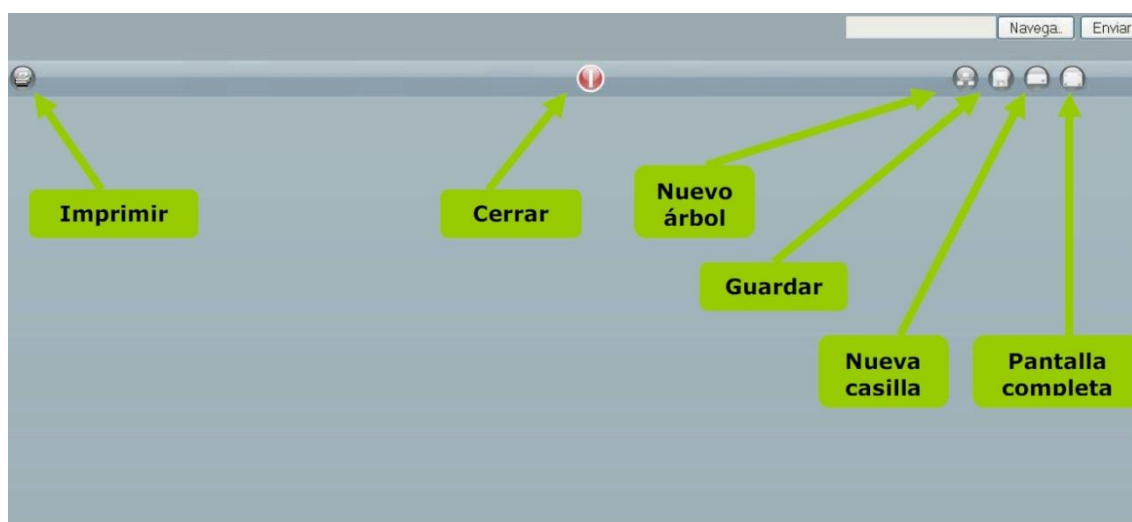 Navega..
Enviar
Imprimir
Cerrar
Nuevo
árbol
Guardar
Nueva
casilla
Pantalla
completa